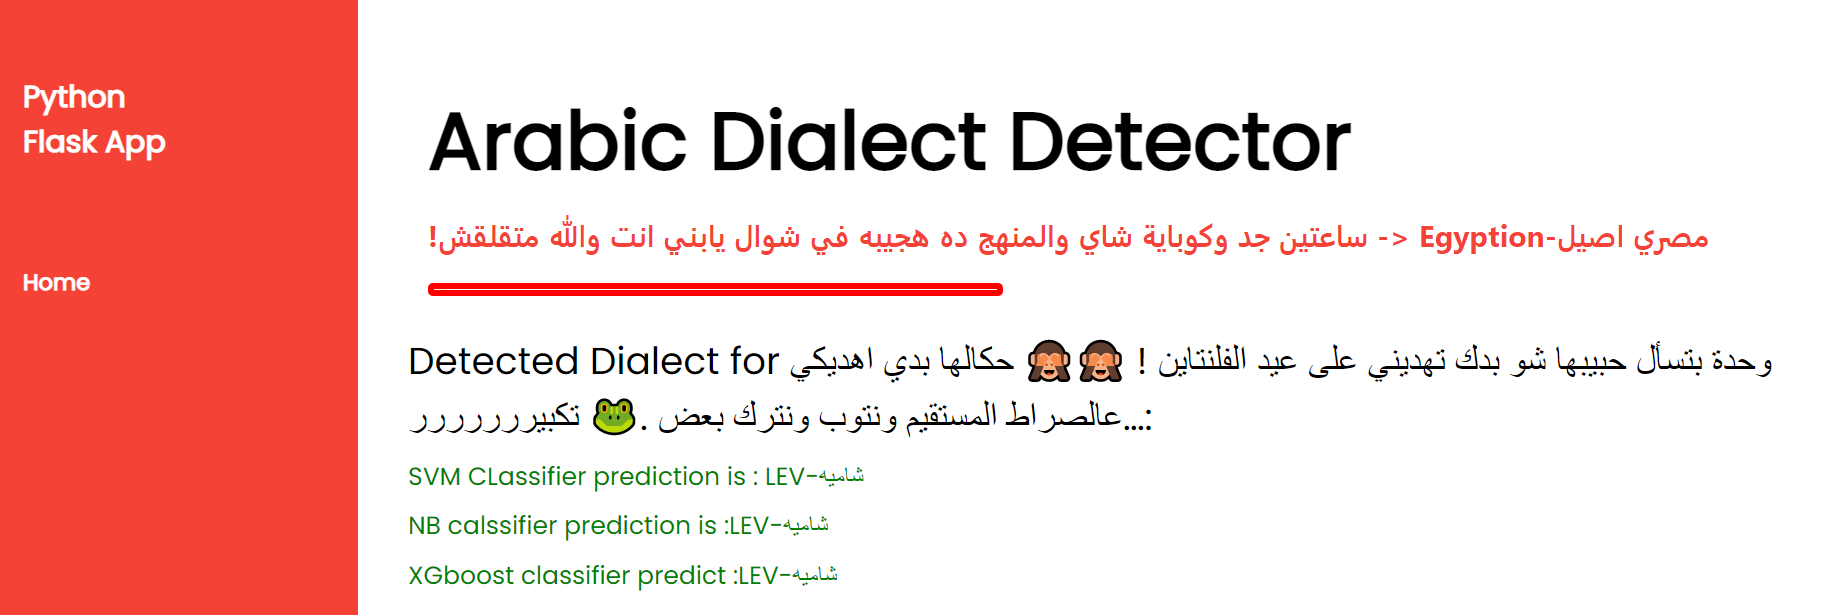 Python
Flask App
Home
Arabic Dialect Detector
مصري اصيل-Egyption <- ساعتين جد وكوباية شاي والمنهج ده هجيبه في شوال يابني انت والله متقلقش!
Detected Dialect for وحدة بتسأل حبيبها شو بدك تهديني على عيد الفلنتاين ! 🙈🙈 حكالها بدي اهديكي
عالصراط المستقيم ونتوب ونترك بعض .🐸 تكبيرررررررر...:
SVM CLassifier prediction is : LEV-شاميه
NB calssifier prediction is :LEV-شاميه
XGboost classifier predict :LEV-شاميه